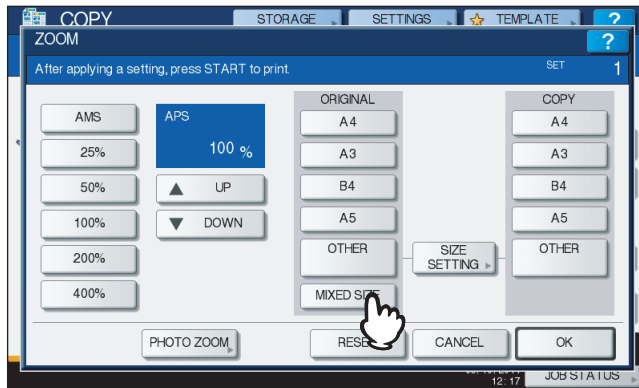 COPY STORAGE SETTINGS TEMPLATE ?
ZOOM ?
After applying a setting, press START to print. SET 1
ORIGINAL COPY
AMS APS A4 A4
25% 100 % A3 A3
50% UP B4 B4
100% DOWN A5 A5
200% OTHER SIZE SETTING OTHER
400% MIXED SIZE
PHOTO ZOOM CANCEL OK
12:17 JOB STATUS